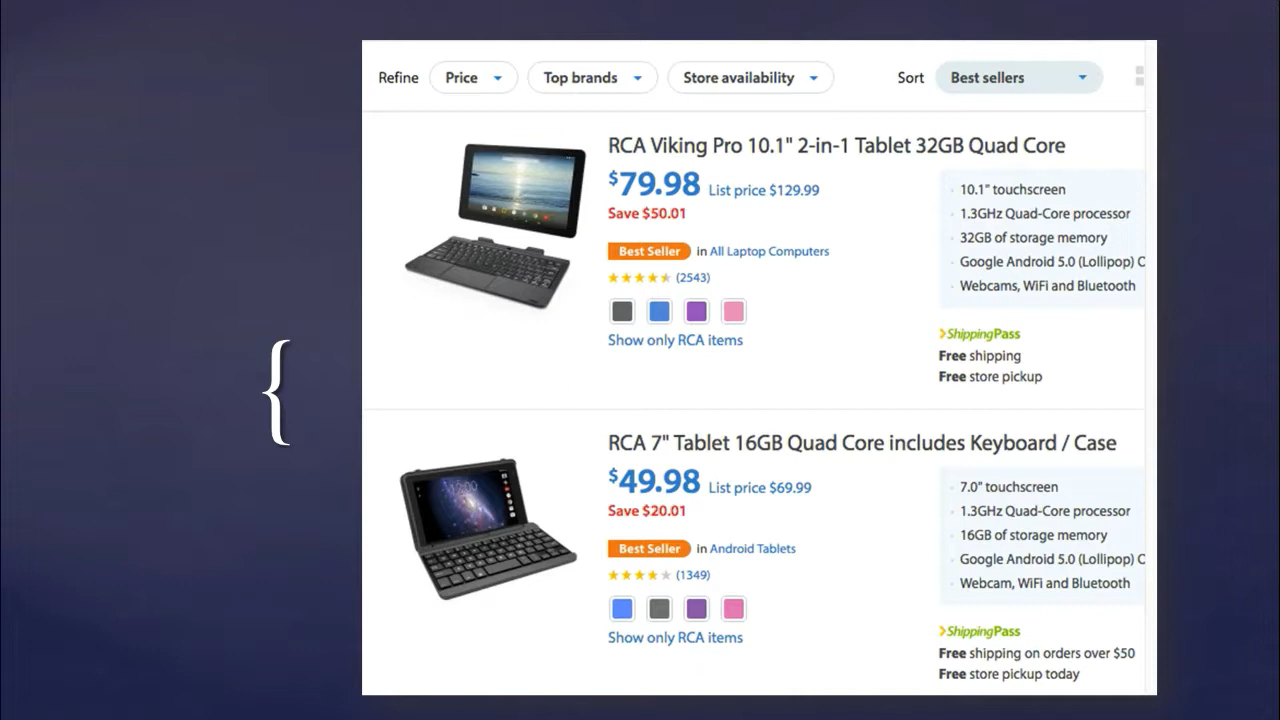 Refine Price Top brands Store availability Sort Best sellers
RCA Viking Pro 10.1" 2-in-1 Tablet 32GB Quad Core
$79.98 List price $129.99
Save $50.01
Best Seller in All Laptop Computers
(2543)
Show only RCA items
10.1" touchscreen
1.3GHz Quad-Core processor
32GB of storage memory
Google Android 5.0 (Lollipop) O
Webcams, WiFi and Bluetooth
ShippingPass
Free shipping
Free store pickup
{
RCA 7" Tablet 16GB Quad Core includes Keyboard / Case
$49.98 List price $69.99
Save $20.01
Best Seller in Android Tablets
(1349)
Show only RCA items
7.0" touchscreen
1.3GHz Quad-Core processor
16GB of storage memory
Google Android 5.0 (Lollipop) O
Webcam, WiFi and Bluetooth
ShippingPass
Free shipping on orders over $50
Free store pickup today